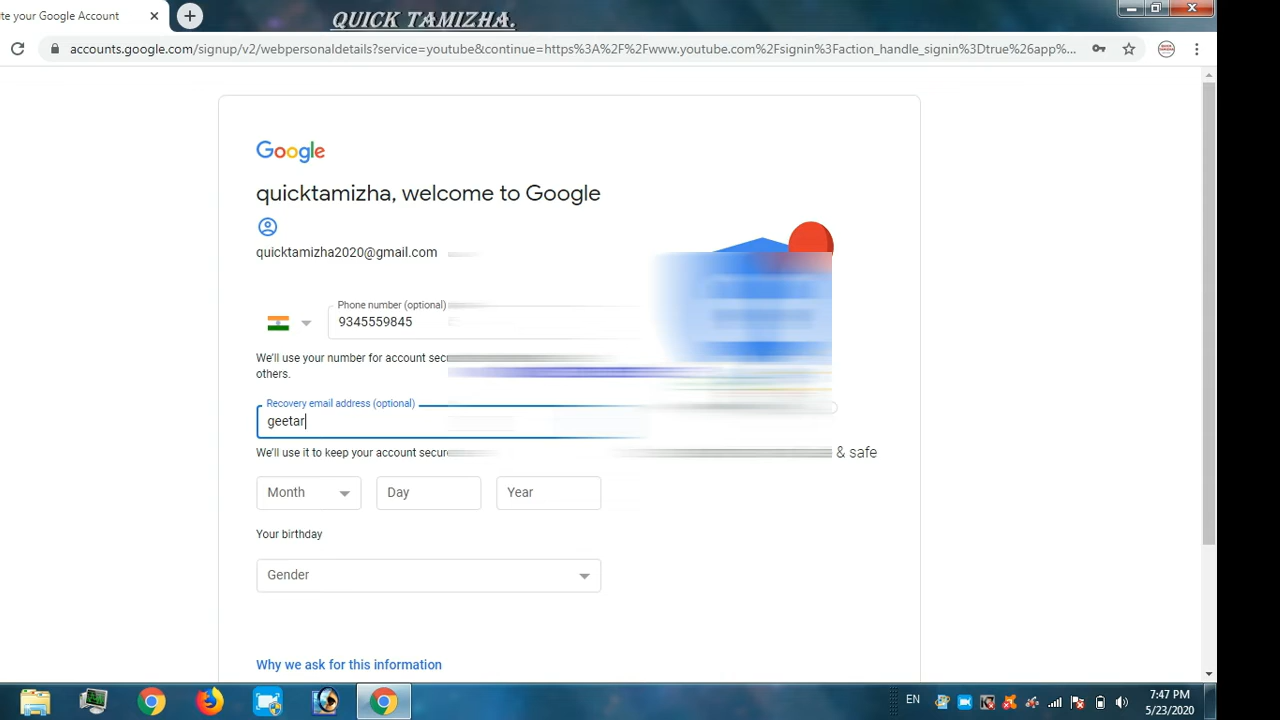 te your Google Account
QUICK TAMIZHA.
accounts.google.com/signup/v2/webpersonaldetails?service=youtube&continue=https%3A%2F%2Fwww.youtube.com%2Fsignin%3Faction_handle_signin%3Dtrue%26app%...
Google
quicktamizha, welcome to Google
quicktamizha2020@gmail.com
Phone number (optional)
9345559845
We'll use your number for account sec
others.
Recovery email address (optional)
geetar
We'll use it to keep your account secur
& safe
Month Day Year
Your birthday
Gender
Why we ask for this information
EN
7:47 PM
5/23/2020